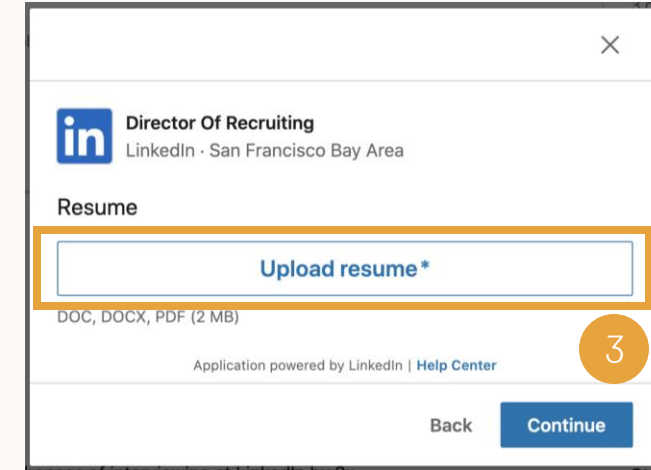 in
Director Of Recruiting
LinkedIn · San Francisco Bay Area
Resume
Upload resume*
DOC, DOCX, PDF (2 MB)
3
Application powered by LinkedIn | Help Center
Back
Continue